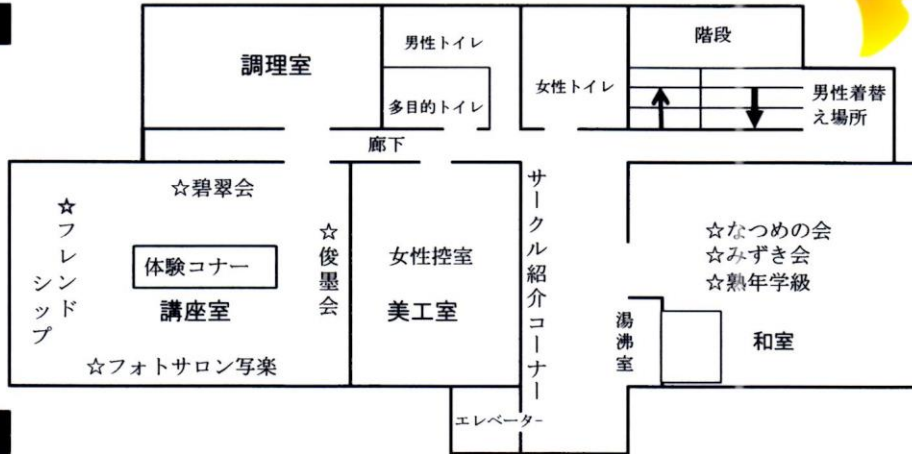 調理室
男性トイレ
多目的トイレ
女性トイレ
階段
男性着替
え場所
廊下
☆碧翠会
☆フレンド
シップ
体験コナー
講座室
☆俊墨会
☆フォトサロン写楽
女性控室
美工室
サークル紹介コーナー
エレベーター
湯沸室
☆なつめの会
☆みずき会
☆熟年学級
和室